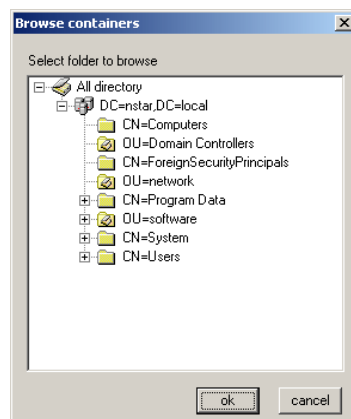 Browse containers
Select folder to browse
All directory
DC=nstar,DC=local
CN=Computers
OU=Domain Controllers
CN=ForeignSecurityPrincipals
OU=network
CN=Program Data
OU=software
CN=System
CN=Users
ok
cancel